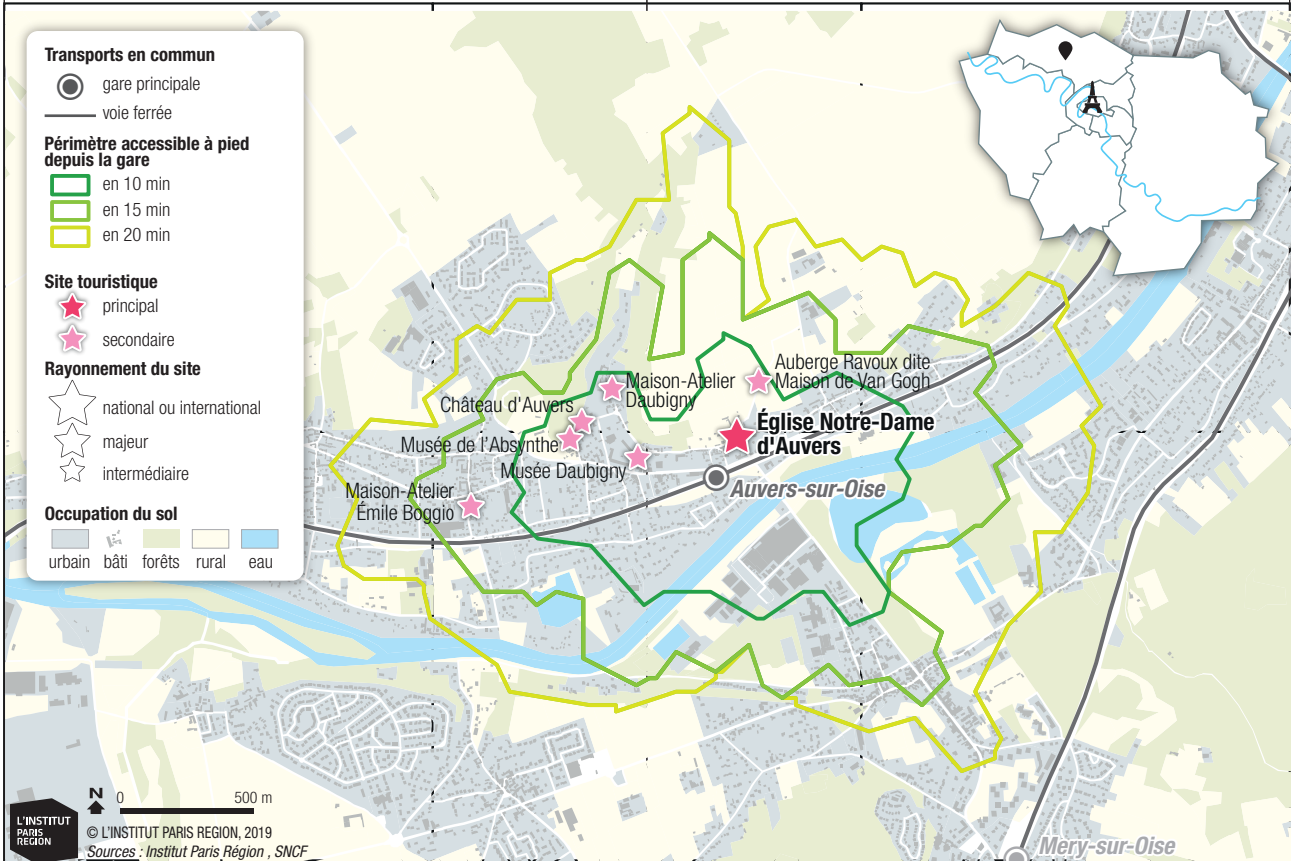 Transports en commun
gare principale
voie ferrée
Périmètre accessible à pied
depuis la gare
en 10 min
en 15 min
en 20 min
Site touristique
principal
secondaire
Rayonnement du site
national ou international
majeur
intermédiaire
Occupation du sol
urbain bâti forêts rural eau
Auberge Ravoux dite
Maison de Van Gogh
Maison-Atelier
Daubigny
Château d'Auvers
Église Notre-Dame
d'Auvers
Musée de l'Absynthe
Musée Daubigny
Auvers-sur-Oise
Maison-Atelier
Émile Boggio
Mery-sur-Oise
L'INSTITUT
PARIS
REGION
N
0 500 m
© L'INSTITUT PARIS REGION, 2019
Sources : Institut Paris Région , SNCF